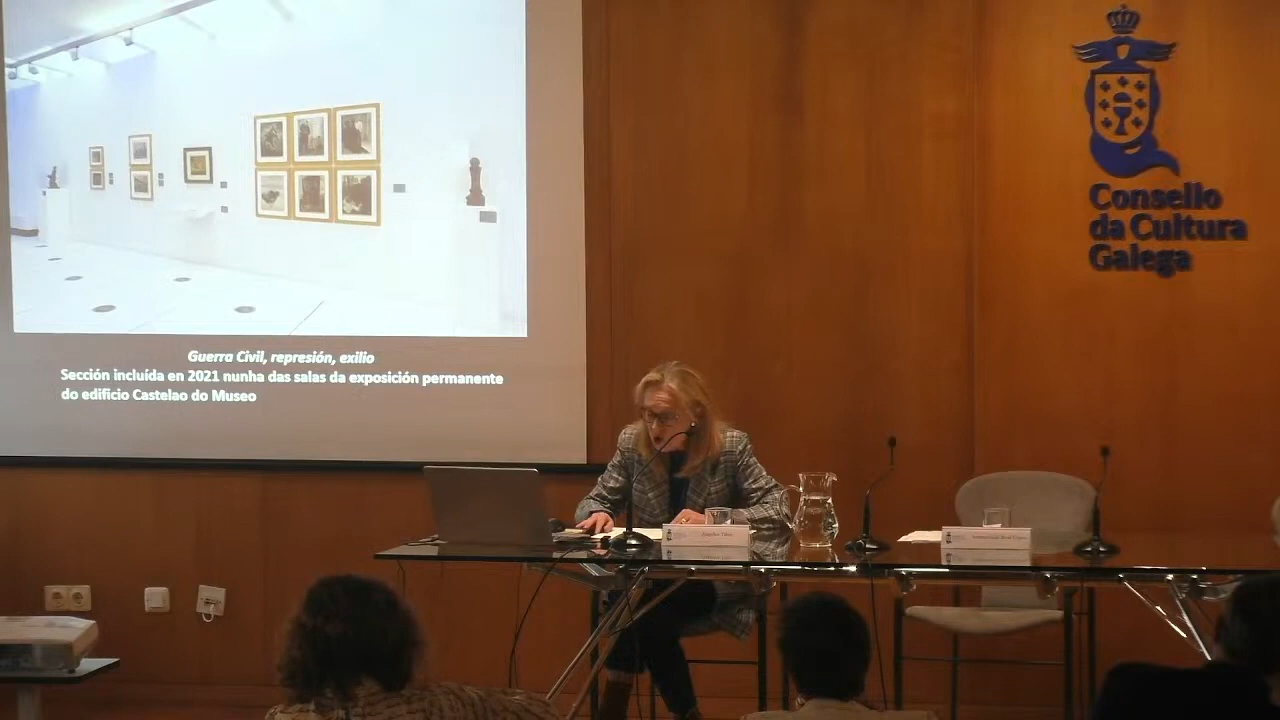 Guerra Civil, represión, exilio
Sección incluída en 2021 nunha das salas da exposición permanente
do edificio Castelao do Museo
Consello
da Cultura
Galega